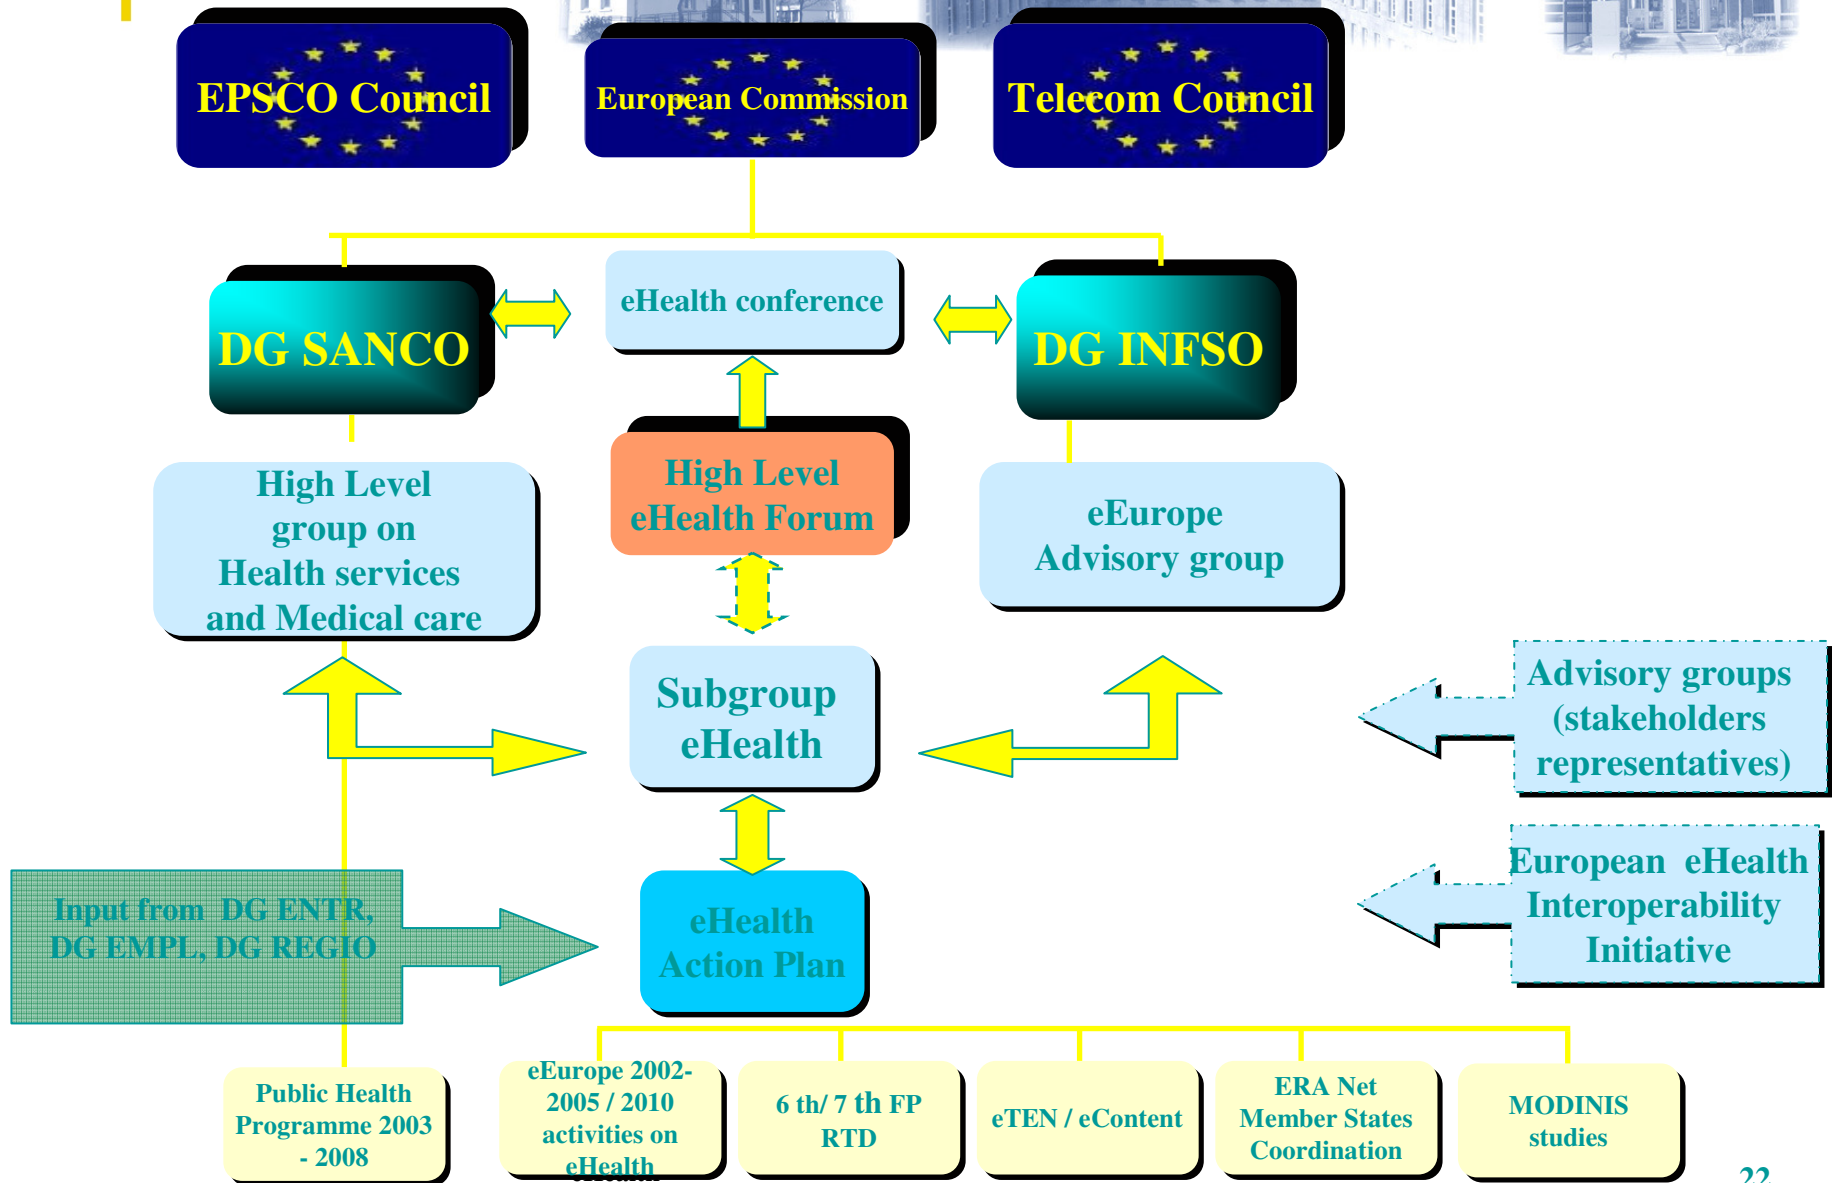 EPSCO Council
European Commission
Telecom Council
eHealth conference
DG SANCO
DG INFSO
High Level
eHealth Forum
High Level
group on
Health services
and Medical care
eEurope
Advisory group
Subgroup
eHealth
Advisory groups
(stakeholders
representatives)
European eHealth
Interoperability
Initiative
Input from DG ENTR,
DG EMPL, DG REGIO
eHealth
Action Plan
Public Health
Programme 2003
- 2008
eEurope 2002-
2005 / 2010
activities on
eHealth
6 th/ 7 th FP
RTD
eTEN / eContent
ERA Net
Member States
Coordination
MODINIS
studies
22